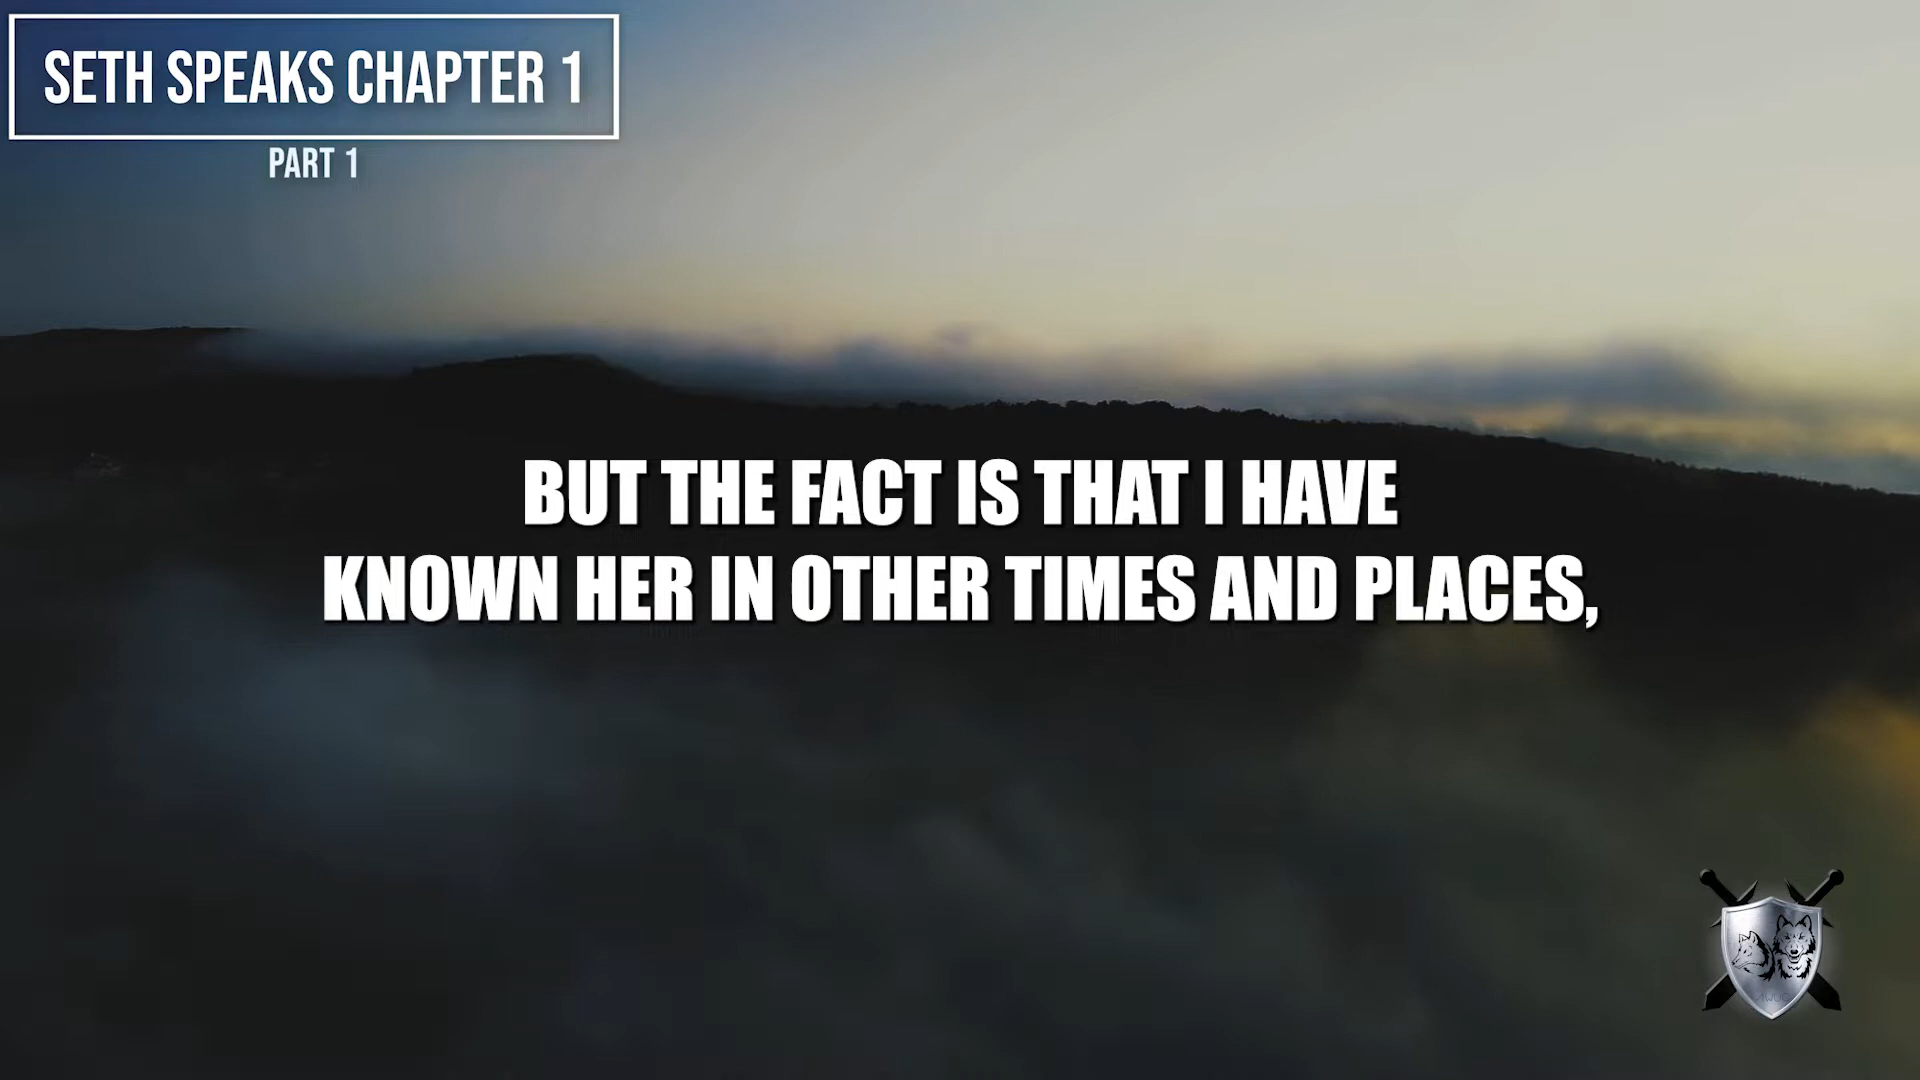 SETH SPEAKS CHAPTER 1
PART 1
BUT THE FACT IS THAT I HAVE
KNOWN HER IN OTHER TIMES AND PLACES,